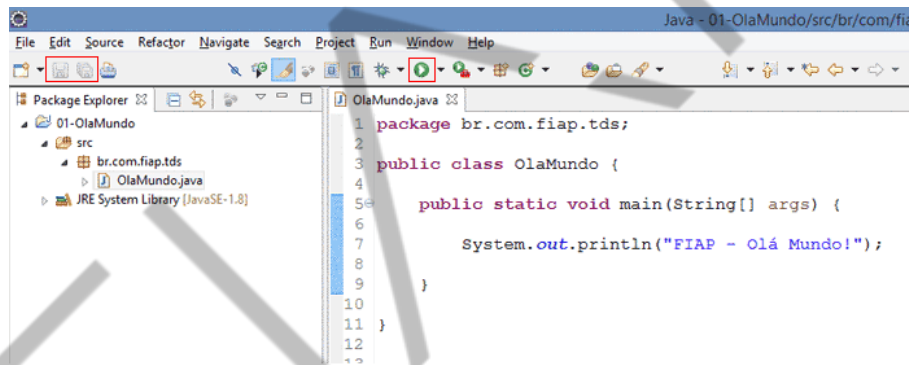 Java - 01-OlaMundo/src/br/com/fia
File Edit Source Refactor Navigate Search Project Run Window Help
Package Explorer
OlaMundo.java
01-OlaMundo
src
br.com.fiap.tds
OlaMundo.java
JRE System Library [JavaSE-1.8]
1 package br.com.fiap.tds;
2
3 public class OlaMundo {
4
5 public static void main(String[] args) {
6
7 System.out.println("FIAP - Olá Mundo!");
8
9 }
10
11 }
12
13